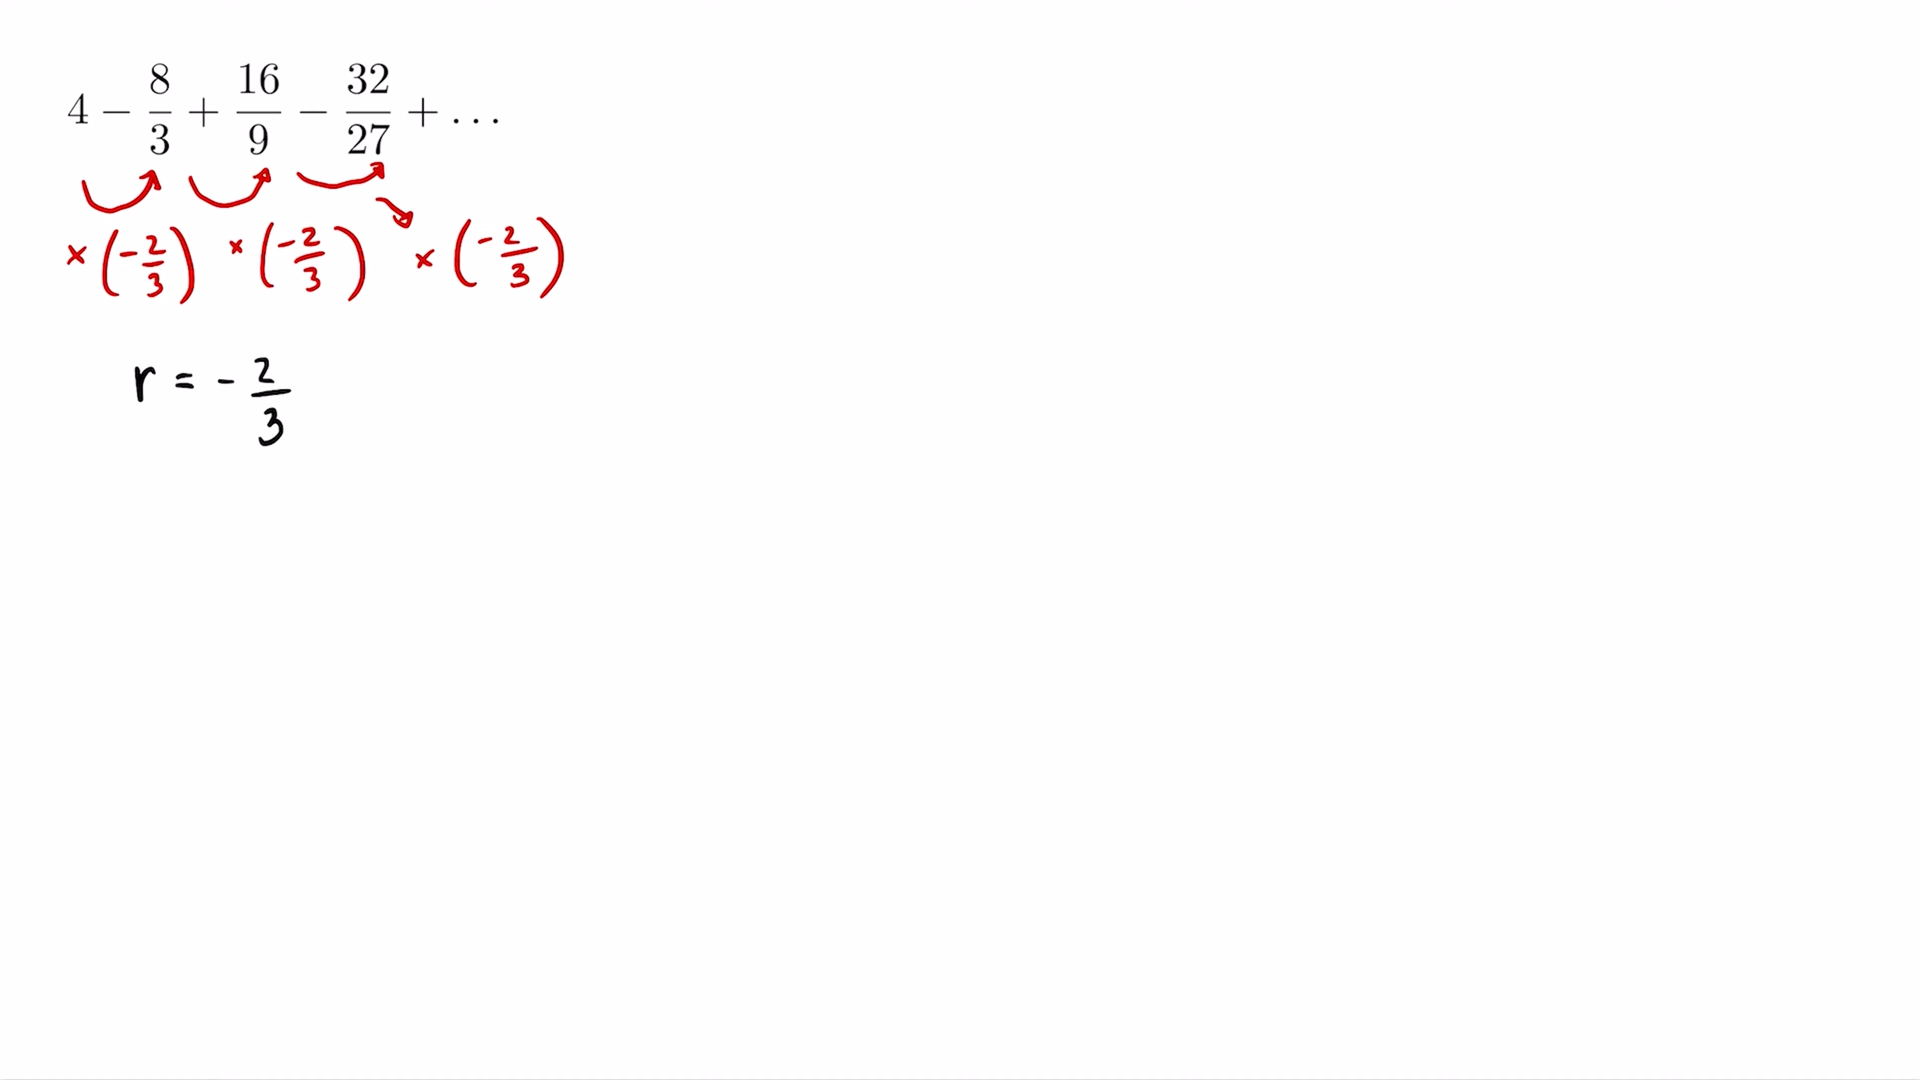 4 − 8/3 + 16/9 − 32/27 + ...
× (−2/3) × (−2/3) × (−2/3)
r = − 2/3